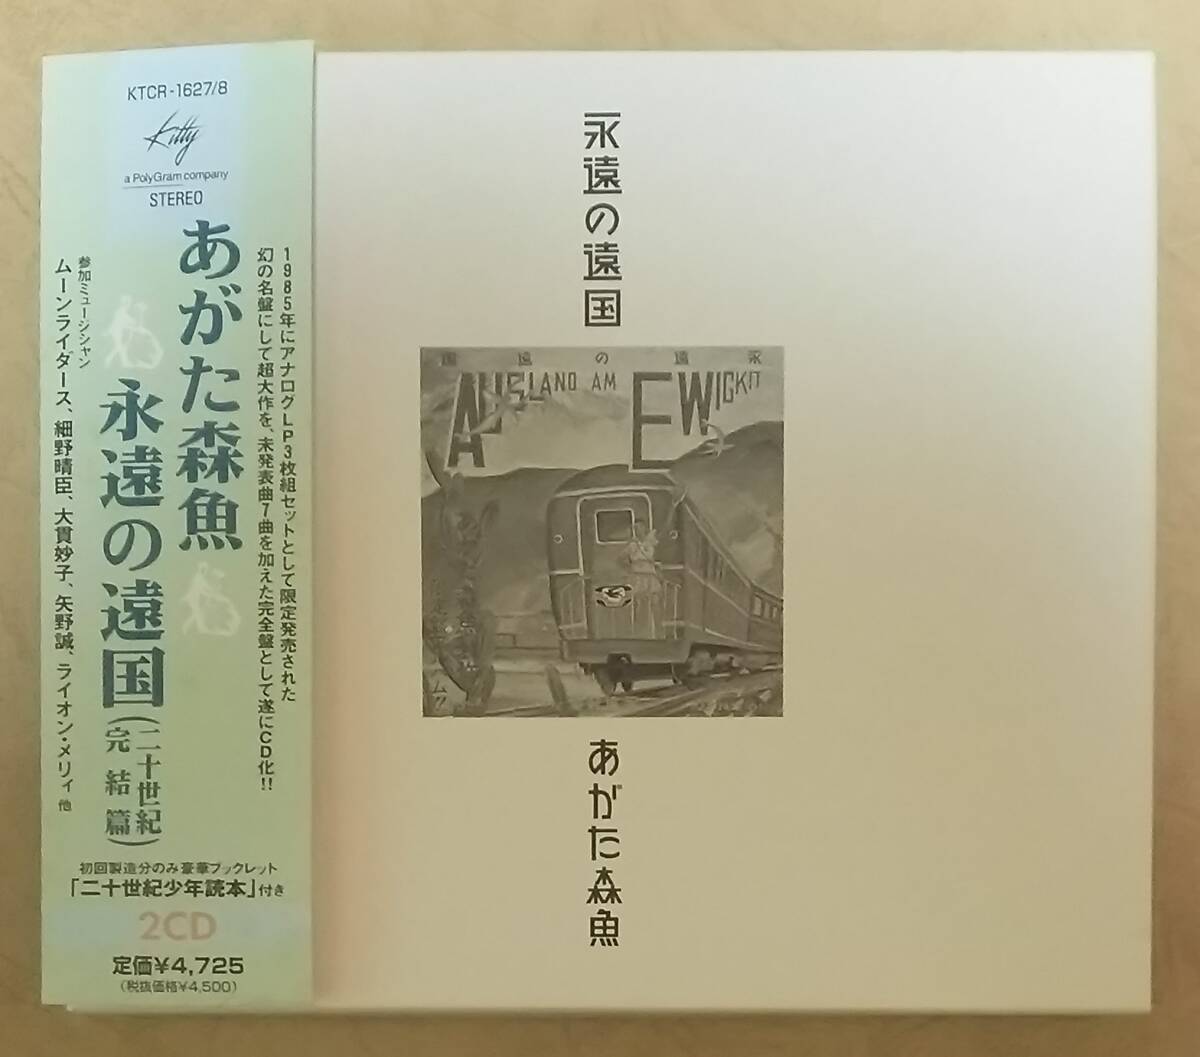 KTCR-1627/8
Kitty
a PolyGram company
STEREO
1985年にアナログLP3枚組セットとして限定発売された
幻の名盤にして超大作を、未発表曲7曲を加えた完全盤として遂にCD化!!
あがた森魚
永遠の遠国
(二十世紀
完結篇)
参加ミュージシャン
ムーンライダース、細野晴臣、大貫妙子、矢野誠、ライオン・メリィ 他
初回製造分のみ豪華ブックレット
「二十世紀少年読本」付き
2CD
定価¥4,725
(税抜価格¥4,500)
永遠の遠国
国遠の遠永
AUSLAND AM EWIGKIT
あがた森魚